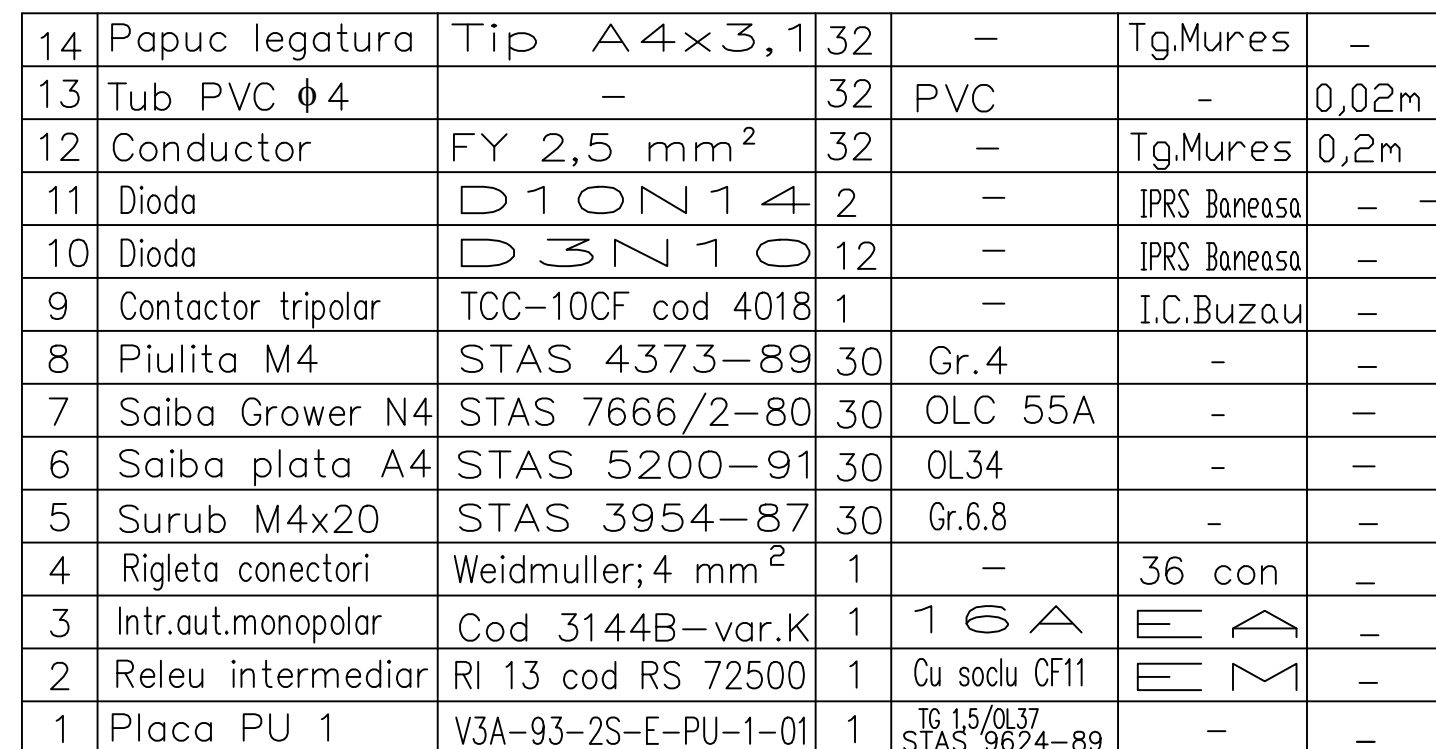 14 Papuc legatura Tip A4x3,1 32 – Tg.Mures –
13 Tub PVC ϕ4 – 32 PVC - 0,02m
12 Conductor FY 2,5 mm² 32 – Tg.Mures 0,2m
11 Dioda D10N14 2 – IPRS Baneasa – –
10 Dioda D3N10 12 – IPRS Baneasa –
9 Contactor tripolar TCC–10CF cod 4018 1 – I.C.Buzau –
8 Piulita M4 STAS 4373–89 30 Gr.4 - –
7 Saiba Grower N4 STAS 7666/2–80 30 OLC 55A - –
6 Saiba plata A4 STAS 5200–91 30 OL34 - –
5 Surub M4x20 STAS 3954–87 30 Gr.6.8 - –
4 Rigleta conectori Weidmuller; 4 mm² 1 – 36 con –
3 Intr.aut.monopolar Cod 3144B–var.K 1 16A EA –
2 Releu intermediar RI 13 cod RS 72500 1 Cu soclu CF11 EM –
1 Placa PU 1 V3A–93–2S–E–PU–1–01 1 TG 1,5/OL37 – –
STAS 9624–89